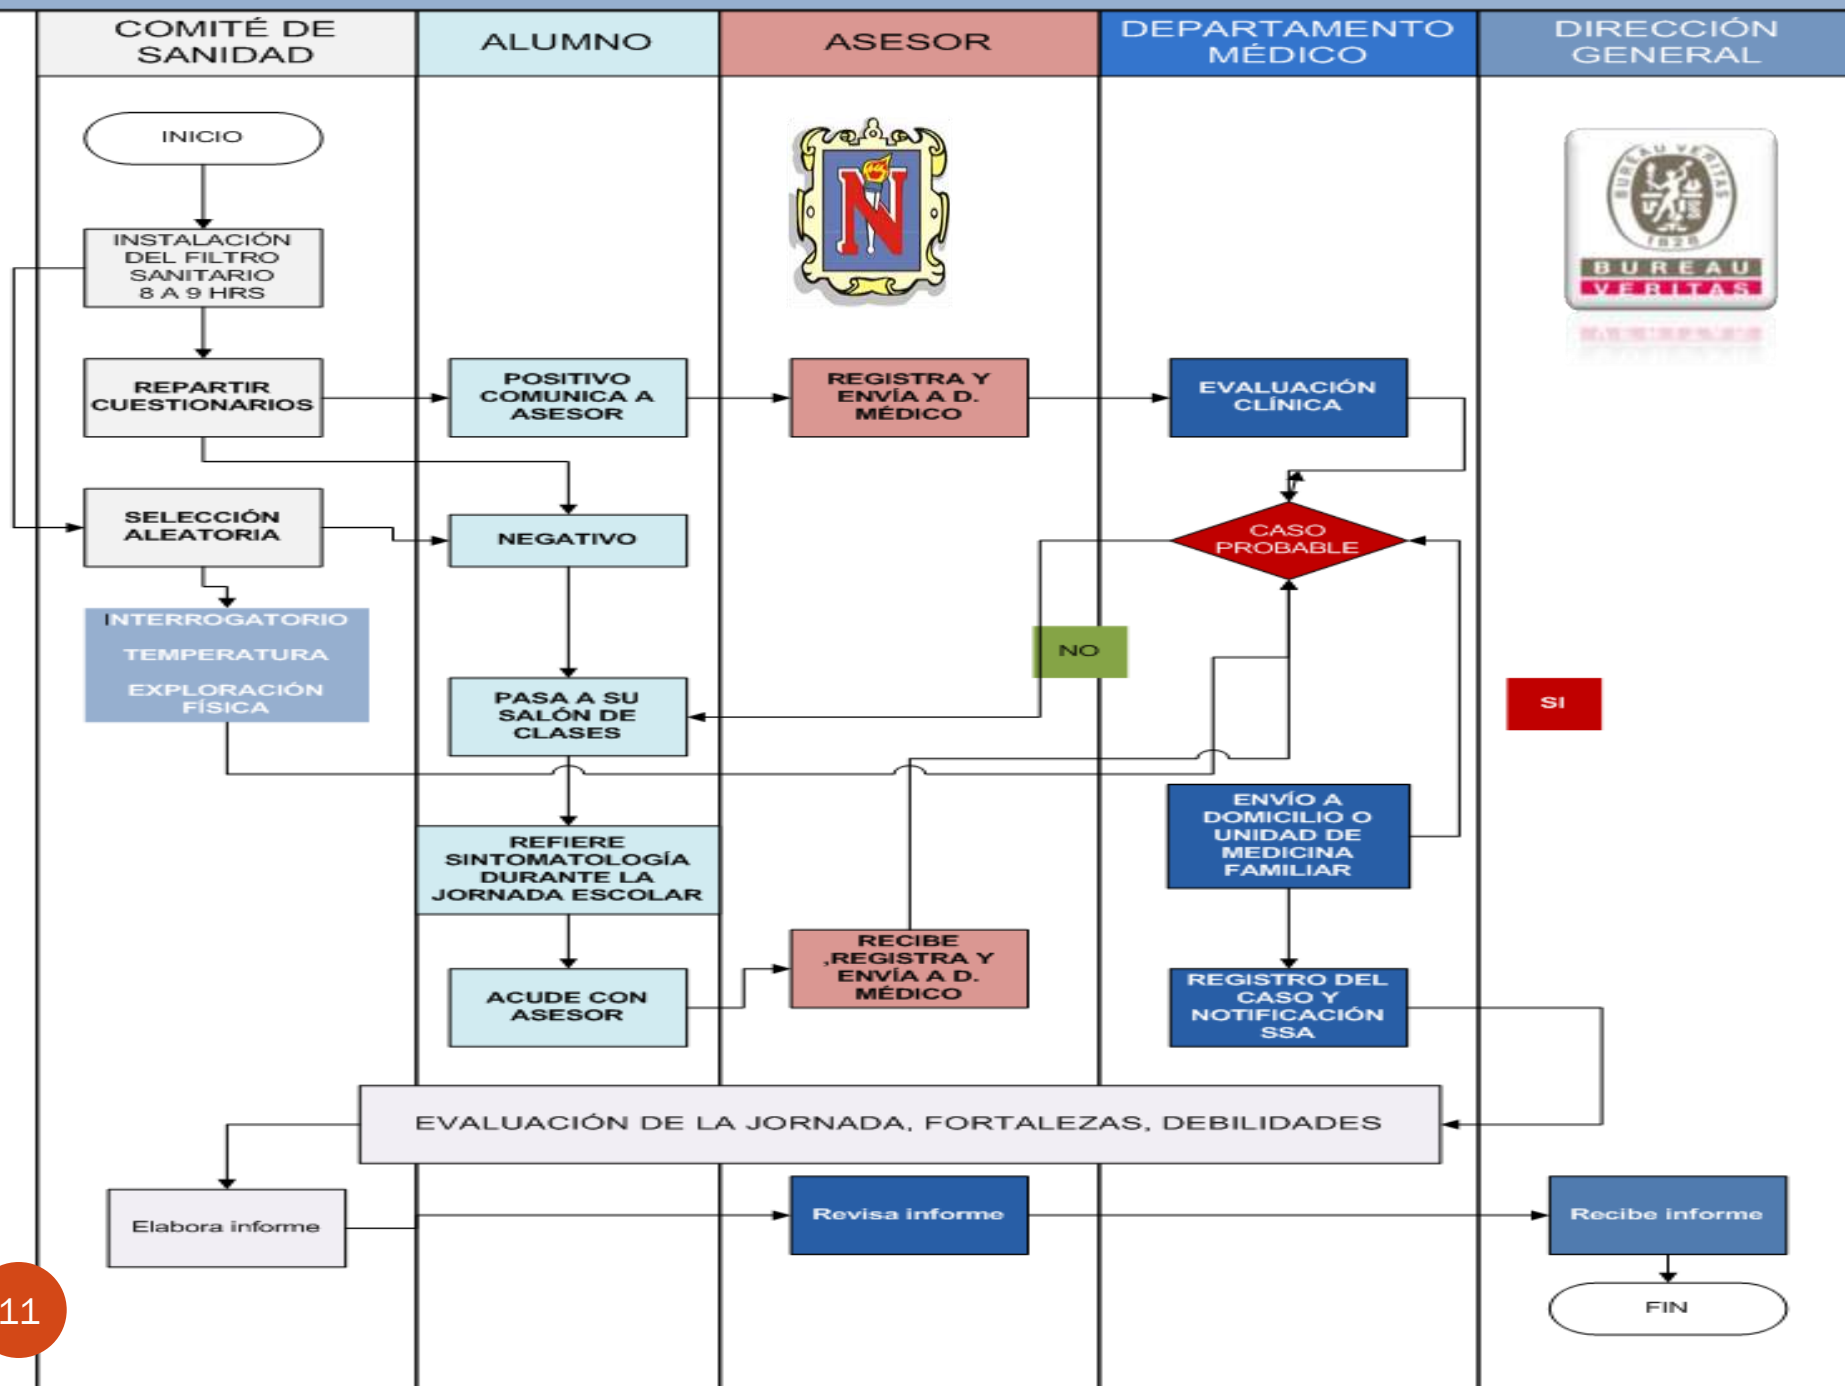 COMITÉ DE
SANIDAD
ALUMNO
ASESOR
DEPARTAMENTO
MÉDICO
DIRECCIÓN
GENERAL
INICIO
BUREAU VERITAS
1828
BUREAU
VERITAS
N
INSTALACIÓN
DEL FILTRO
SANITARIO
8 A 9 HRS
REPARTIR
CUESTIONARIOS
POSITIVO
COMUNICA A
ASESOR
REGISTRA Y
ENVÍA A D.
MÉDICO
EVALUACIÓN
CLÍNICA
SELECCIÓN
ALEATORIA
NEGATIVO
CASO
PROBABLE
INTERROGATORIO
TEMPERATURA
EXPLORACIÓN
FÍSICA
NO
SI
PASA A SU
SALÓN DE
CLASES
ENVÍO A
DOMICILIO O
UNIDAD DE
MEDICINA
FAMILIAR
REFIERE
SINTOMATOLOGÍA
DURANTE LA
JORNADA ESCOLAR
RECIBE
,REGISTRA Y
ENVÍA A D.
MÉDICO
ACUDE CON
ASESOR
REGISTRO DEL
CASO Y
NOTIFICACIÓN
SSA
EVALUACIÓN DE LA JORNADA, FORTALEZAS, DEBILIDADES
Elabora informe
Revisa informe
Recibe informe
FIN
11